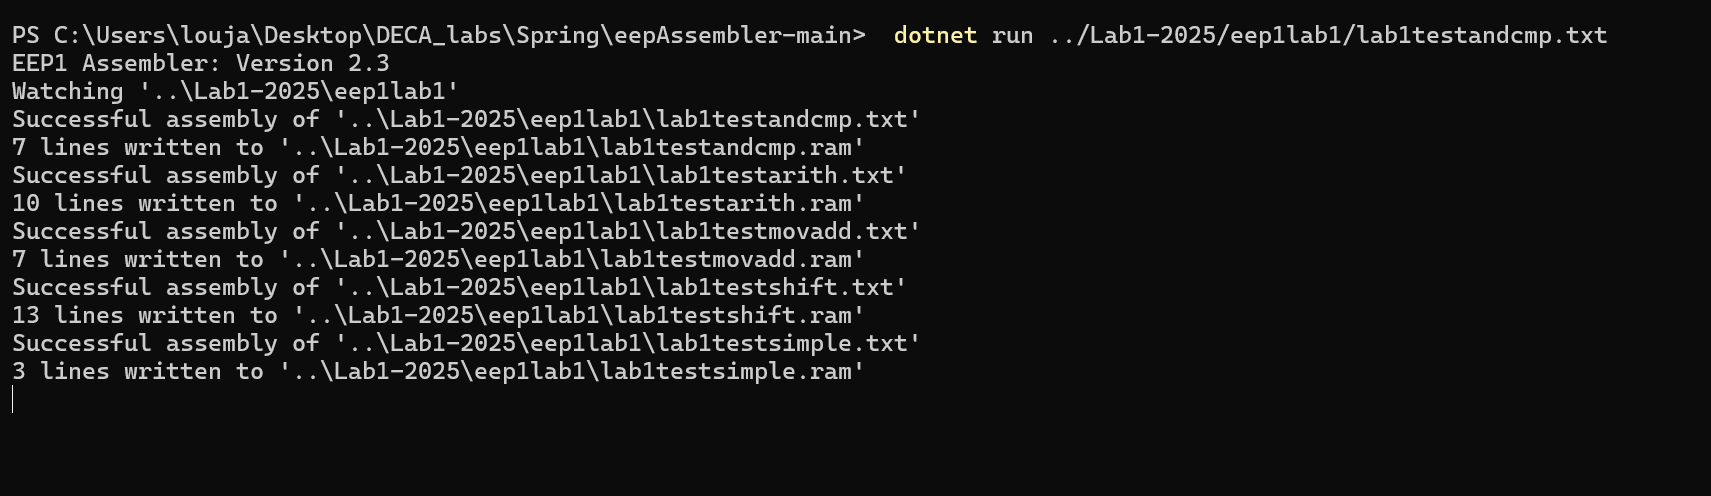 PS C:\Users\louja\Desktop\DECA_labs\Spring\eepAssembler-main>  dotnet run ../Lab1-2025/eep1lab1/lab1testandcmp.txt
EEP1 Assembler: Version 2.3
Watching '..\Lab1-2025\eep1lab1'
Successful assembly of '..\Lab1-2025\eep1lab1\lab1testandcmp.txt'
7 lines written to '..\Lab1-2025\eep1lab1\lab1testandcmp.ram'
Successful assembly of '..\Lab1-2025\eep1lab1\lab1testarith.txt'
10 lines written to '..\Lab1-2025\eep1lab1\lab1testarith.ram'
Successful assembly of '..\Lab1-2025\eep1lab1\lab1testmovadd.txt'
7 lines written to '..\Lab1-2025\eep1lab1\lab1testmovadd.ram'
Successful assembly of '..\Lab1-2025\eep1lab1\lab1testshift.txt'
13 lines written to '..\Lab1-2025\eep1lab1\lab1testshift.ram'
Successful assembly of '..\Lab1-2025\eep1lab1\lab1testsimple.txt'
3 lines written to '..\Lab1-2025\eep1lab1\lab1testsimple.ram'